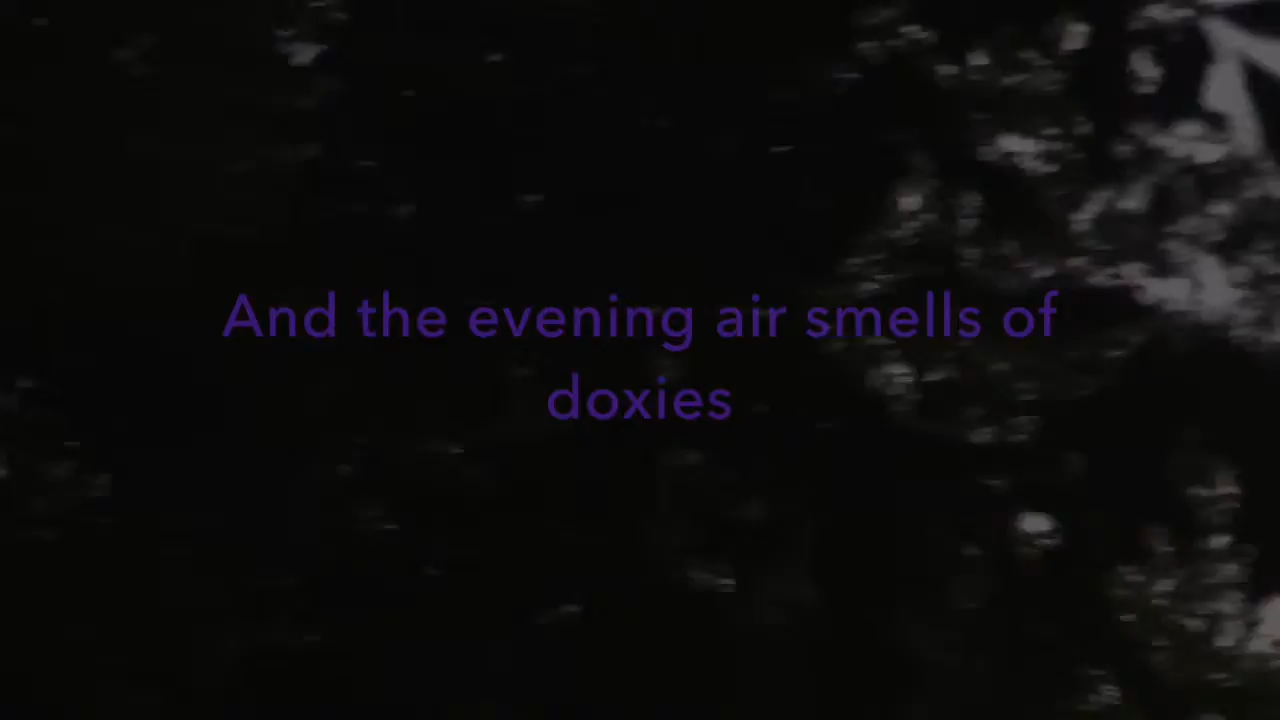 And the evening air smells of
doxies